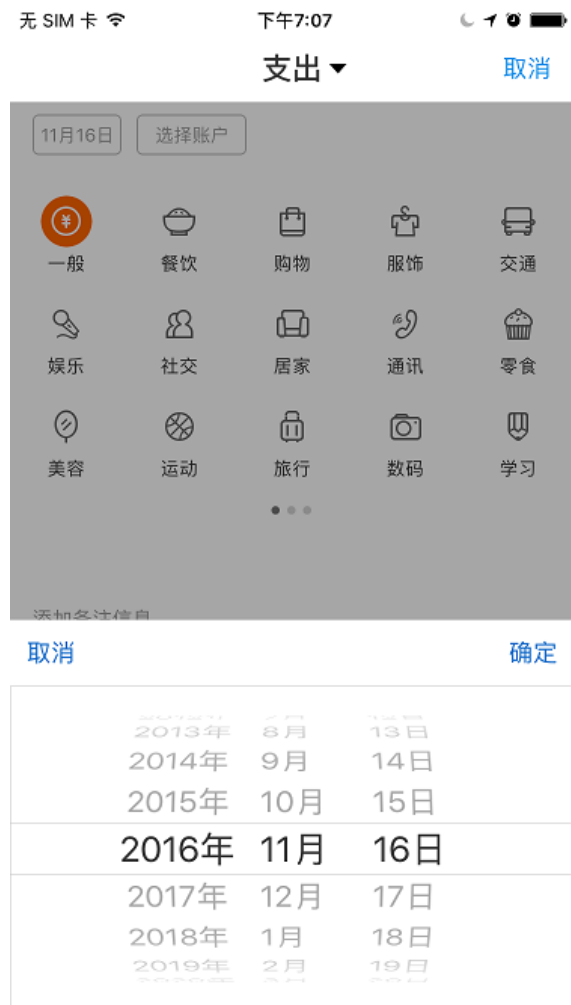 无 SIM 卡 下午7:07
支出 取消
11月16日 选择账户
¥
一般 餐饮 购物 服饰 交通
娱乐 社交 居家 通讯 零食
美容 运动 旅行 数码 学习
添加备注信息
取消 确定
2013年 8月 13日
2014年 9月 14日
2015年 10月 15日
2016年 11月 16日
2017年 12月 17日
2018年 1月 18日
2019年 2月 19日